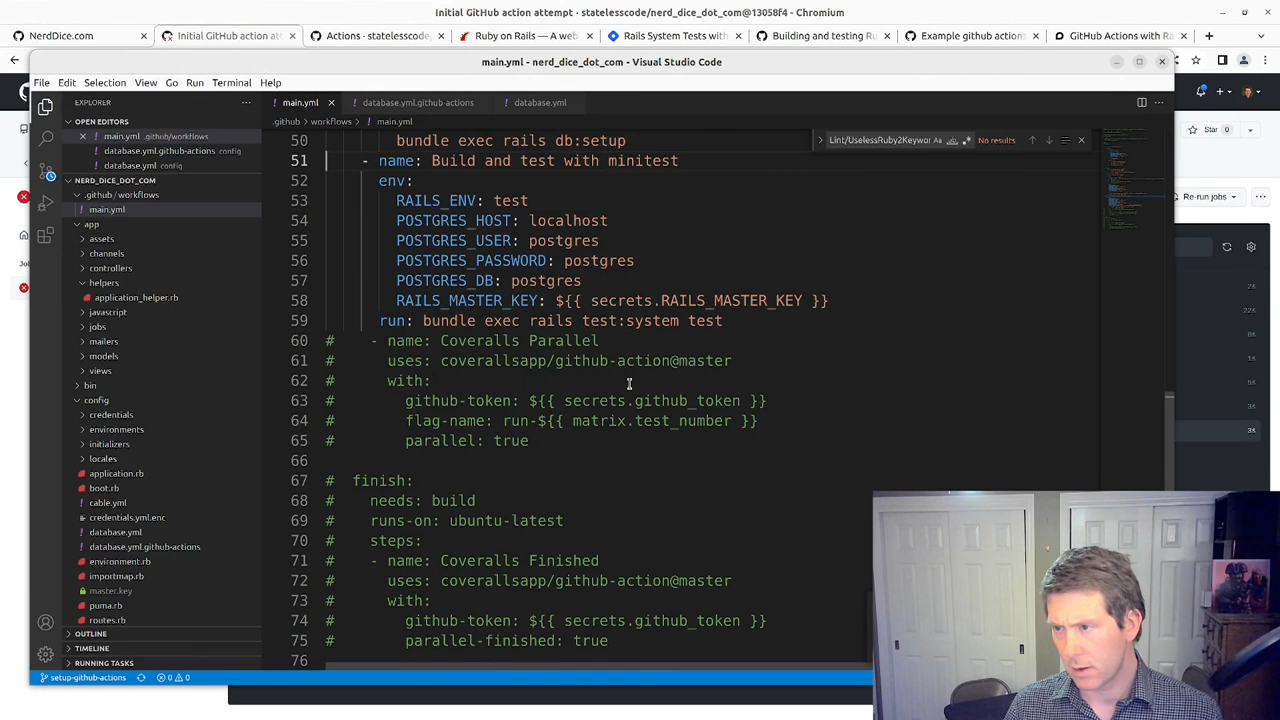 Initial GitHub action attempt · statelesscode/nerd_dice_dot_com@13058f4 - Chromium
NerdDice.com
Initial GitHub action att
Actions · statelesscode/n
Ruby on Rails — A web
Rails System Tests with
Building and testing Ru
Example github actions
GitHub Actions with Ra
main.yml - nerd_dice_dot_com - Visual Studio Code
File Edit Selection View Go Run Terminal Help
EXPLORER
OPEN EDITORS
main.yml .github/workflows
database.yml.github-actions config
database.yml config
NERD_DICE_DOT_COM
.github/workflows
main.yml
app
assets
channels
controllers
helpers
application_helper.rb
javascript
jobs
mailers
models
views
bin
config
credentials
environments
initializers
locales
application.rb
boot.rb
cable.yml
credentials.yml.enc
database.yml
database.yml.github-actions
environment.rb
importmap.rb
master.key
puma.rb
routes.rb
OUTLINE
TIMELINE
RUNNING TASKS
main.yml
database.yml.github-actions
database.yml
.github > workflows > main.yml
Lint/UselessRuby2Keywor
No results
50 bundle exec rails db:setup
51 - name: Build and test with minitest
52 env:
53 RAILS_ENV: test
54 POSTGRES_HOST: localhost
55 POSTGRES_USER: postgres
56 POSTGRES_PASSWORD: postgres
57 POSTGRES_DB: postgres
58 RAILS_MASTER_KEY: ${{ secrets.RAILS_MASTER_KEY }}
59 run: bundle exec rails test:system test
60 # - name: Coveralls Parallel
61 # uses: coverallsapp/github-action@master
62 # with:
63 # github-token: ${{ secrets.github_token }}
64 # flag-name: run-${{ matrix.test_number }}
65 # parallel: true
66
67 # finish:
68 # needs: build
69 # runs-on: ubuntu-latest
70 # steps:
71 # - name: Coveralls Finished
72 # uses: coverallsapp/github-action@master
73 # with:
74 # github-token: ${{ secrets.github_token }}
75 # parallel-finished: true
76
setup-github-actions
0 0
Star 0
Re-run jobs
Jo